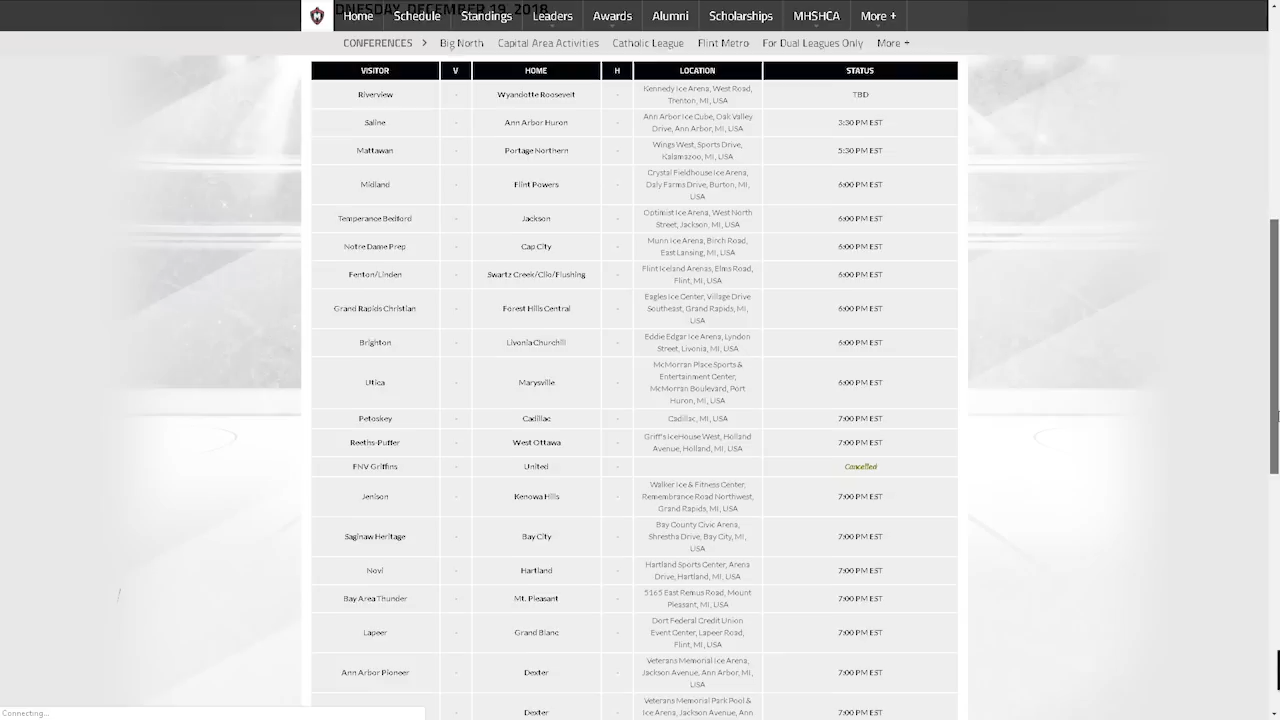 DNESDAY, DECEMBER 19, 2018
Home Schedule Standings Leaders Awards Alumni Scholarships MHSHCA More +
CONFERENCES > Big North Capital Area Activities Catholic League Flint Metro For Dual Leagues Only More +
VISITOR V HOME H LOCATION STATUS
Riverview - Wyandotte Roosevelt - Kennedy Ice Arena, West Road, TBD
Trenton, MI, USA
Saline - Ann Arbor Huron - Ann Arbor Ice Cube, Oak Valley 3:30 PM EST
Drive, Ann Arbor, MI, USA
Mattawan - Portage Northern - Wings West, Sports Drive, 5:30 PM EST
Kalamazoo, MI, USA
Midland - Flint Powers - Crystal Fieldhouse Ice Arena, 6:00 PM EST
Daly Farms Drive, Burton, MI,
USA
Temperance Bedford - Jackson - Optimist Ice Arena, West North 6:00 PM EST
Street, Jackson, MI, USA
Notre Dame Prep - Cap City - Munn Ice Arena, Birch Road, 6:00 PM EST
East Lansing, MI, USA
Fenton/Linden - Swartz Creek/Clio/Flushing - Flint Iceland Arenas, Elms Road, 6:00 PM EST
Flint, MI, USA
Grand Rapids Christian - Forest Hills Central - Eagles Ice Center, Village Drive 6:00 PM EST
Southeast, Grand Rapids, MI,
USA
Brighton - Livonia Churchill - Eddie Edgar Ice Arena, Lyndon 6:00 PM EST
Street, Livonia, MI, USA
Utica - Marysville - McMorran Place Sports & 6:00 PM EST
Entertainment Center,
McMorran Boulevard, Port
Huron, MI, USA
Petoskey - Cadillac - Cadillac, MI, USA 7:00 PM EST
Reeths-Puffer - West Ottawa - Griff's IceHouse West, Holland 7:00 PM EST
Avenue, Holland, MI, USA
FNV Griffins - United - Cancelled
Jenison - Kenowa Hills - Walker Ice & Fitness Center, 7:00 PM EST
Remembrance Road Northwest,
Grand Rapids, MI, USA
Saginaw Heritage - Bay City - Bay County Civic Arena, 7:00 PM EST
Shrestha Drive, Bay City, MI,
USA
Novi - Hartland - Hartland Sports Center, Arena 7:00 PM EST
Drive, Hartland, MI, USA
Bay Area Thunder - Mt. Pleasant - 5165 East Remus Road, Mount 7:00 PM EST
Pleasant, MI, USA
Lapeer - Grand Blanc - Dort Federal Credit Union 7:00 PM EST
Event Center, Lapeer Road,
Flint, MI, USA
Ann Arbor Pioneer - Dexter - Veterans Memorial Ice Arena, 7:00 PM EST
Jackson Avenue, Ann Arbor, MI,
USA
- Dexter - Veterans Memorial Park Pool & 7:00 PM EST
Ice Arena, Jackson Avenue, Ann
Connecting...